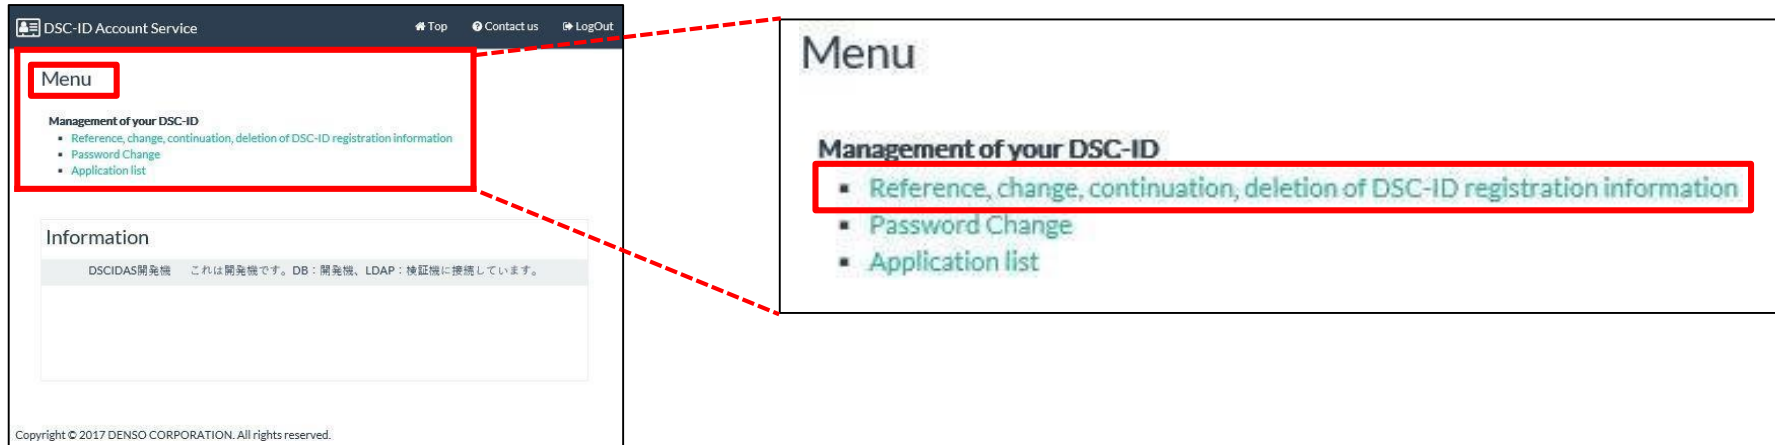 DSC-ID Account Service
Top Contact us LogOut
Menu
Management of your DSC-ID
Reference, change, continuation, deletion of DSC-ID registration information
Password Change
Application list
Information
DSCIDAS開発機 これは開発機です。DB：開発機、LDAP：検証機に接続しています。
Copyright © 2017 DENSO CORPORATION. All rights reserved.
Menu
Management of your DSC-ID
Reference, change, continuation, deletion of DSC-ID registration information
Password Change
Application list